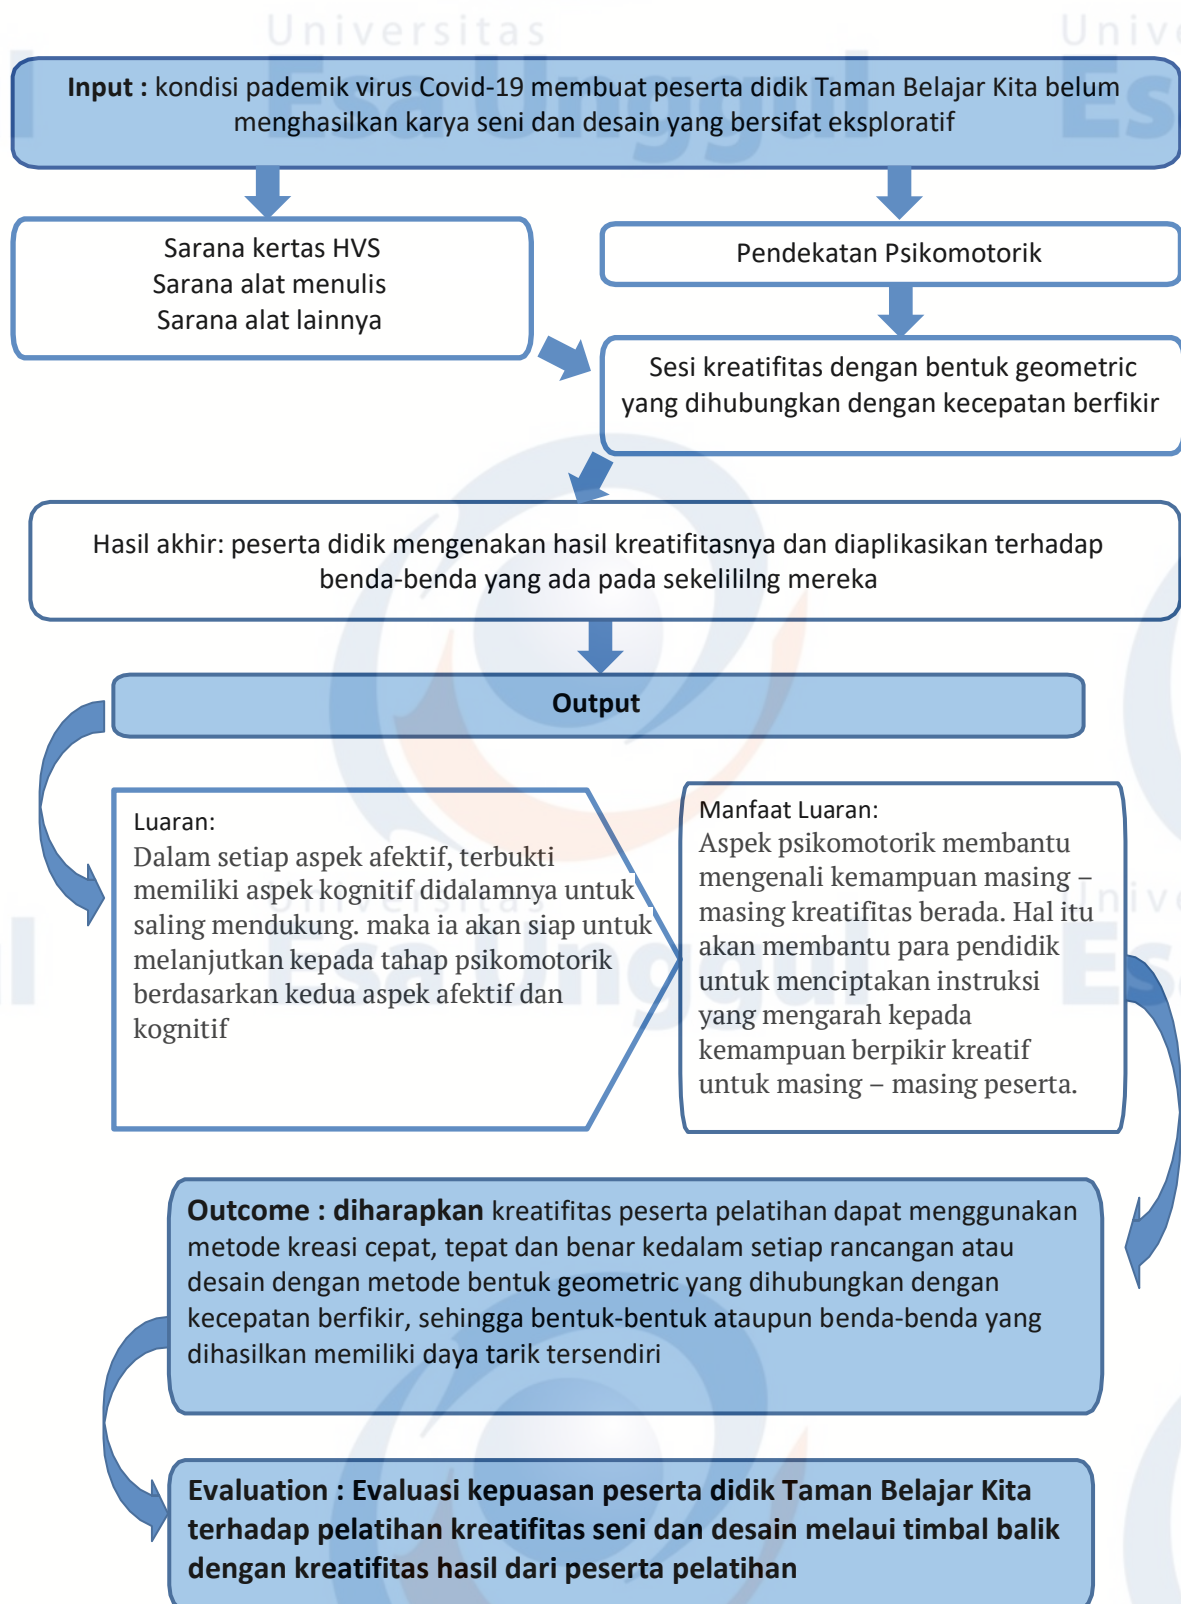 Universitas
Esa Unggul
Input : kondisi pademik virus Covid-19 membuat peserta didik Taman Belajar Kita belum
menghasilkan karya seni dan desain yang bersifat eksploratif
Sarana kertas HVS
Sarana alat menulis
Sarana alat lainnya
Pendekatan Psikomotorik
Sesi kreatifitas dengan bentuk geometric
yang dihubungkan dengan kecepatan berfikir
Hasil akhir: peserta didik mengenakan hasil kreatifitasnya dan diaplikasikan terhadap
benda-benda yang ada pada sekelililng mereka
Output
Luaran:
Dalam setiap aspek afektif, terbukti
memiliki aspek kognitif didalamnya untuk
saling mendukung. maka ia akan siap untuk
melanjutkan kepada tahap psikomotorik
berdasarkan kedua aspek afektif dan
kognitif
Manfaat Luaran:
Aspek psikomotorik membantu
mengenali kemampuan masing –
masing kreatifitas berada. Hal itu
akan membantu para pendidik
untuk menciptakan instruksi
yang mengarah kepada
kemampuan berpikir kreatif
untuk masing – masing peserta.
Universitas
Esa Unggul
Outcome : diharapkan kreatifitas peserta pelatihan dapat menggunakan
metode kreasi cepat, tepat dan benar kedalam setiap rancangan atau
desain dengan metode bentuk geometric yang dihubungkan dengan
kecepatan berfikir, sehingga bentuk-bentuk ataupun benda-benda yang
dihasilkan memiliki daya tarik tersendiri
Evaluation : Evaluasi kepuasan peserta didik Taman Belajar Kita
terhadap pelatihan kreatifitas seni dan desain melaui timbal balik
dengan kreatifitas hasil dari peserta pelatihan